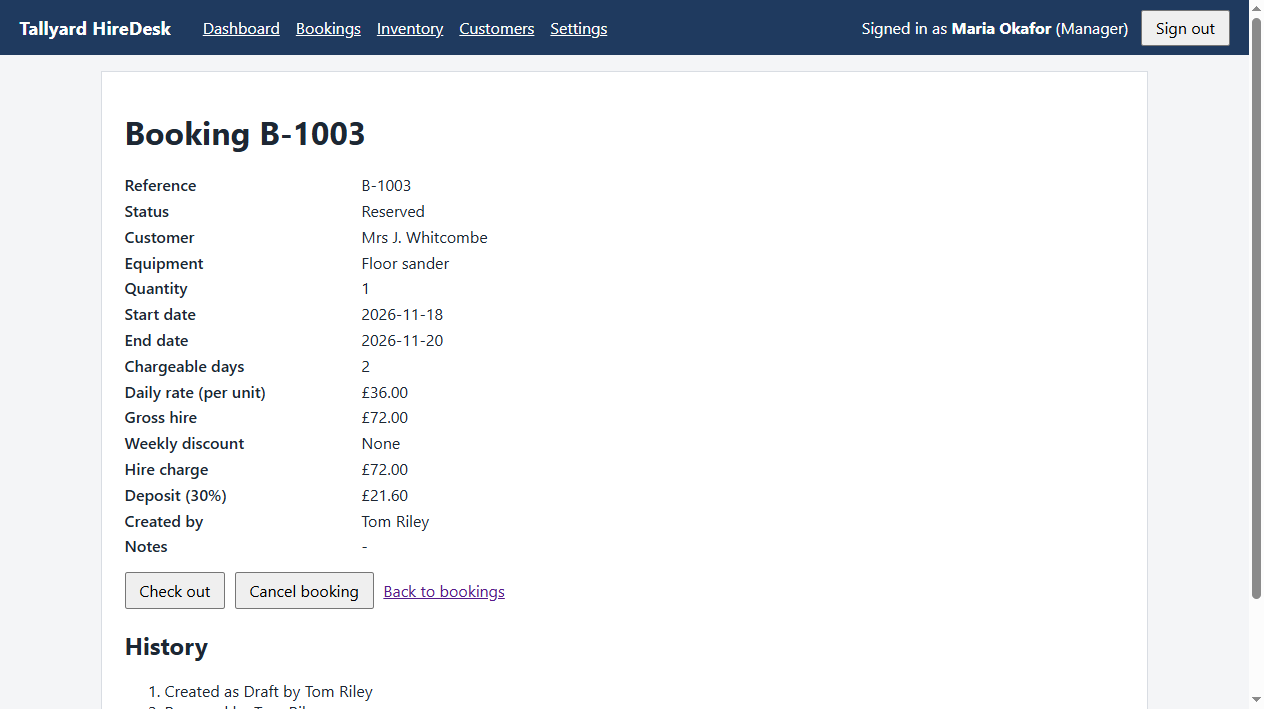 Tallyard HireDesk Dashboard Bookings Inventory Customers Settings Signed in as Maria Okafor (Manager) Sign out
Booking B-1003
Reference B-1003
Status Reserved
Customer Mrs J. Whitcombe
Equipment Floor sander
Quantity 1
Start date 2026-11-18
End date 2026-11-20
Chargeable days 2
Daily rate (per unit) £36.00
Gross hire £72.00
Weekly discount None
Hire charge £72.00
Deposit (30%) £21.60
Created by Tom Riley
Notes -
Check out Cancel booking Back to bookings
History
1. Created as Draft by Tom Riley